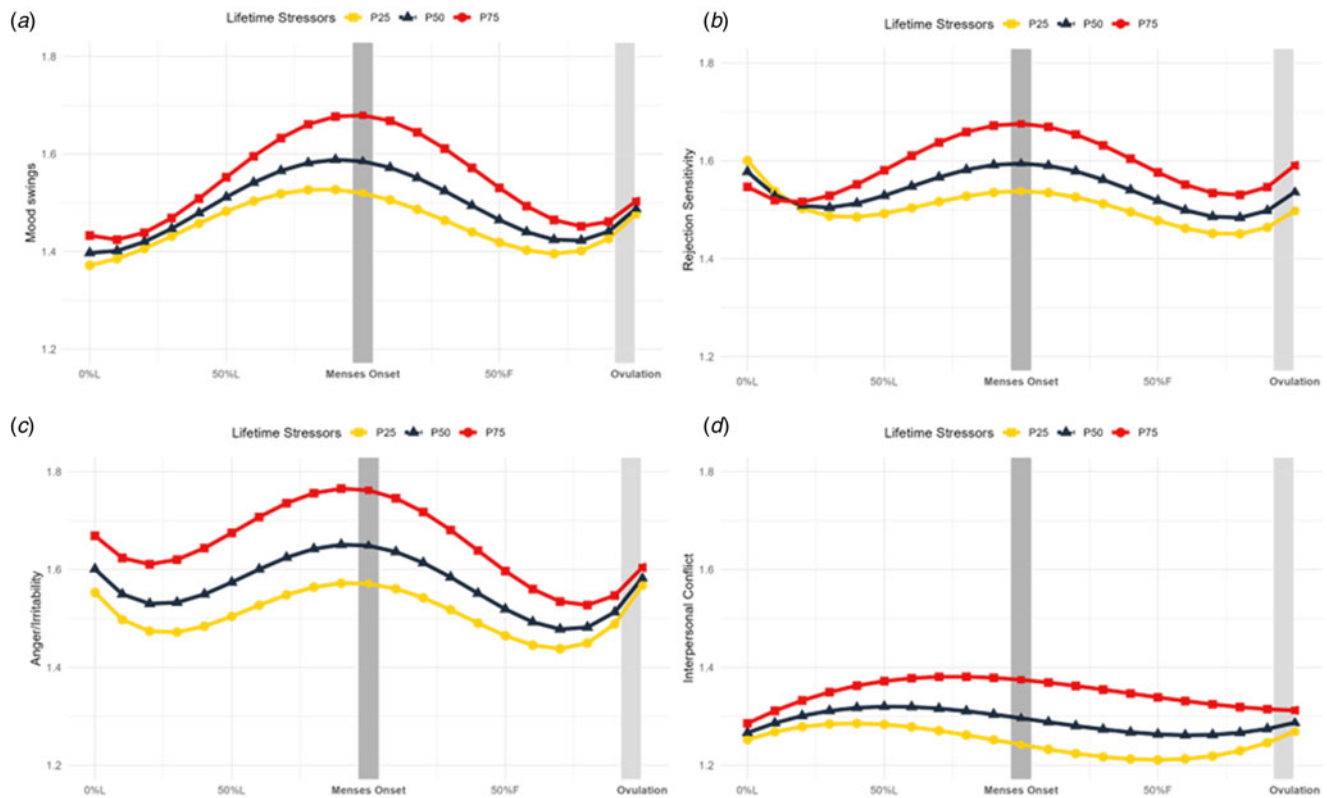 (a)
Lifetime Stressors P25 P50 P75
Mood swings
1.8
1.6
1.4
1.2
0%L 50%L Menses Onset 50%F Ovulation
(b)
Lifetime Stressors P25 P50 P75
Rejection Sensitivity
1.8
1.6
1.4
1.2
0%L 50%L Menses Onset 50%F Ovulation
(c)
Lifetime Stressors P25 P50 P75
Anger/Irritability
1.8
1.6
1.4
1.2
0%L 50%L Menses Onset 50%F Ovulation
(d)
Lifetime Stressors P25 P50 P75
Interpersonal Conflict
1.8
1.6
1.4
1.2
0%L 50%L Menses Onset 50%F Ovulation